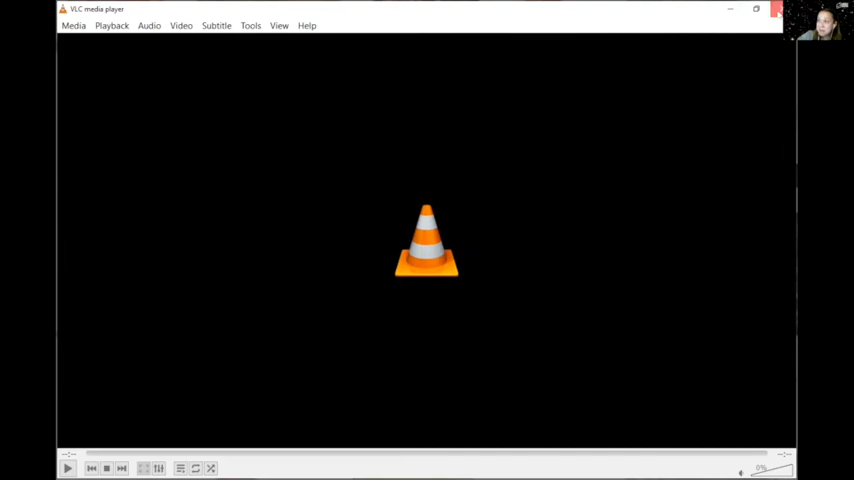 VLC media player
Media Playback Audio Video Subtitle Tools View Help
--:-- --:--
0%